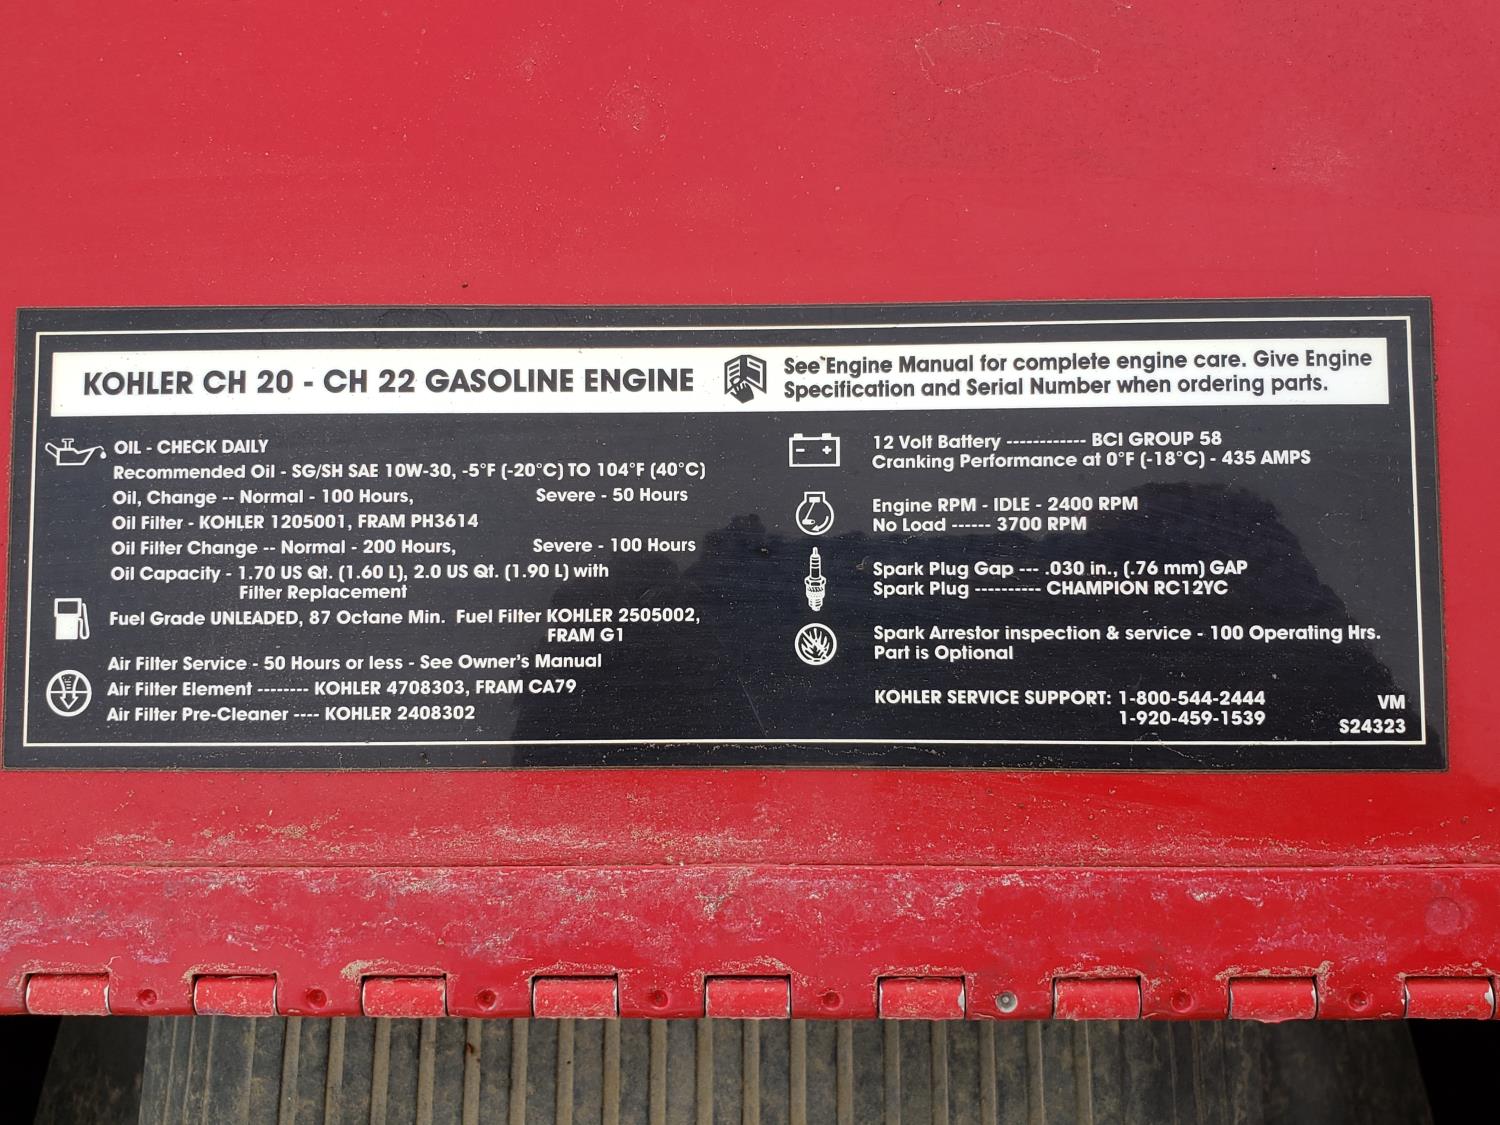 KOHLER CH 20 - CH 22 GASOLINE ENGINE
See Engine Manual for complete engine care. Give Engine
Specification and Serial Number when ordering parts.
OIL - CHECK DAILY
Recommended Oil - SG/SH SAE 10W-30, -5°F (-20°C) TO 104°F (40°C)
Oil, Change -- Normal - 100 Hours, Severe - 50 Hours
Oil Filter - KOHLER 1205001, FRAM PH3614
Oil Filter Change -- Normal - 200 Hours, Severe - 100 Hours
Oil Capacity - 1.70 US Qt. (1.60 L), 2.0 US Qt. (1.90 L) with
Filter Replacement
Fuel Grade UNLEADED, 87 Octane Min. Fuel Filter KOHLER 2505002,
FRAM G1
Air Filter Service - 50 Hours or less - See Owner's Manual
Air Filter Element -------- KOHLER 4708303, FRAM CA79
Air Filter Pre-Cleaner ---- KOHLER 2408302
12 Volt Battery ------------ BCI GROUP 58
Cranking Performance at 0°F (-18°C) - 435 AMPS
Engine RPM - IDLE - 2400 RPM
No Load ------ 3700 RPM
Spark Plug Gap --- .030 in., (.76 mm) GAP
Spark Plug ---------- CHAMPION RC12YC
Spark Arrestor inspection & service - 100 Operating Hrs.
Part is Optional
KOHLER SERVICE SUPPORT: 1-800-544-2444
1-920-459-1539
VM
S24323